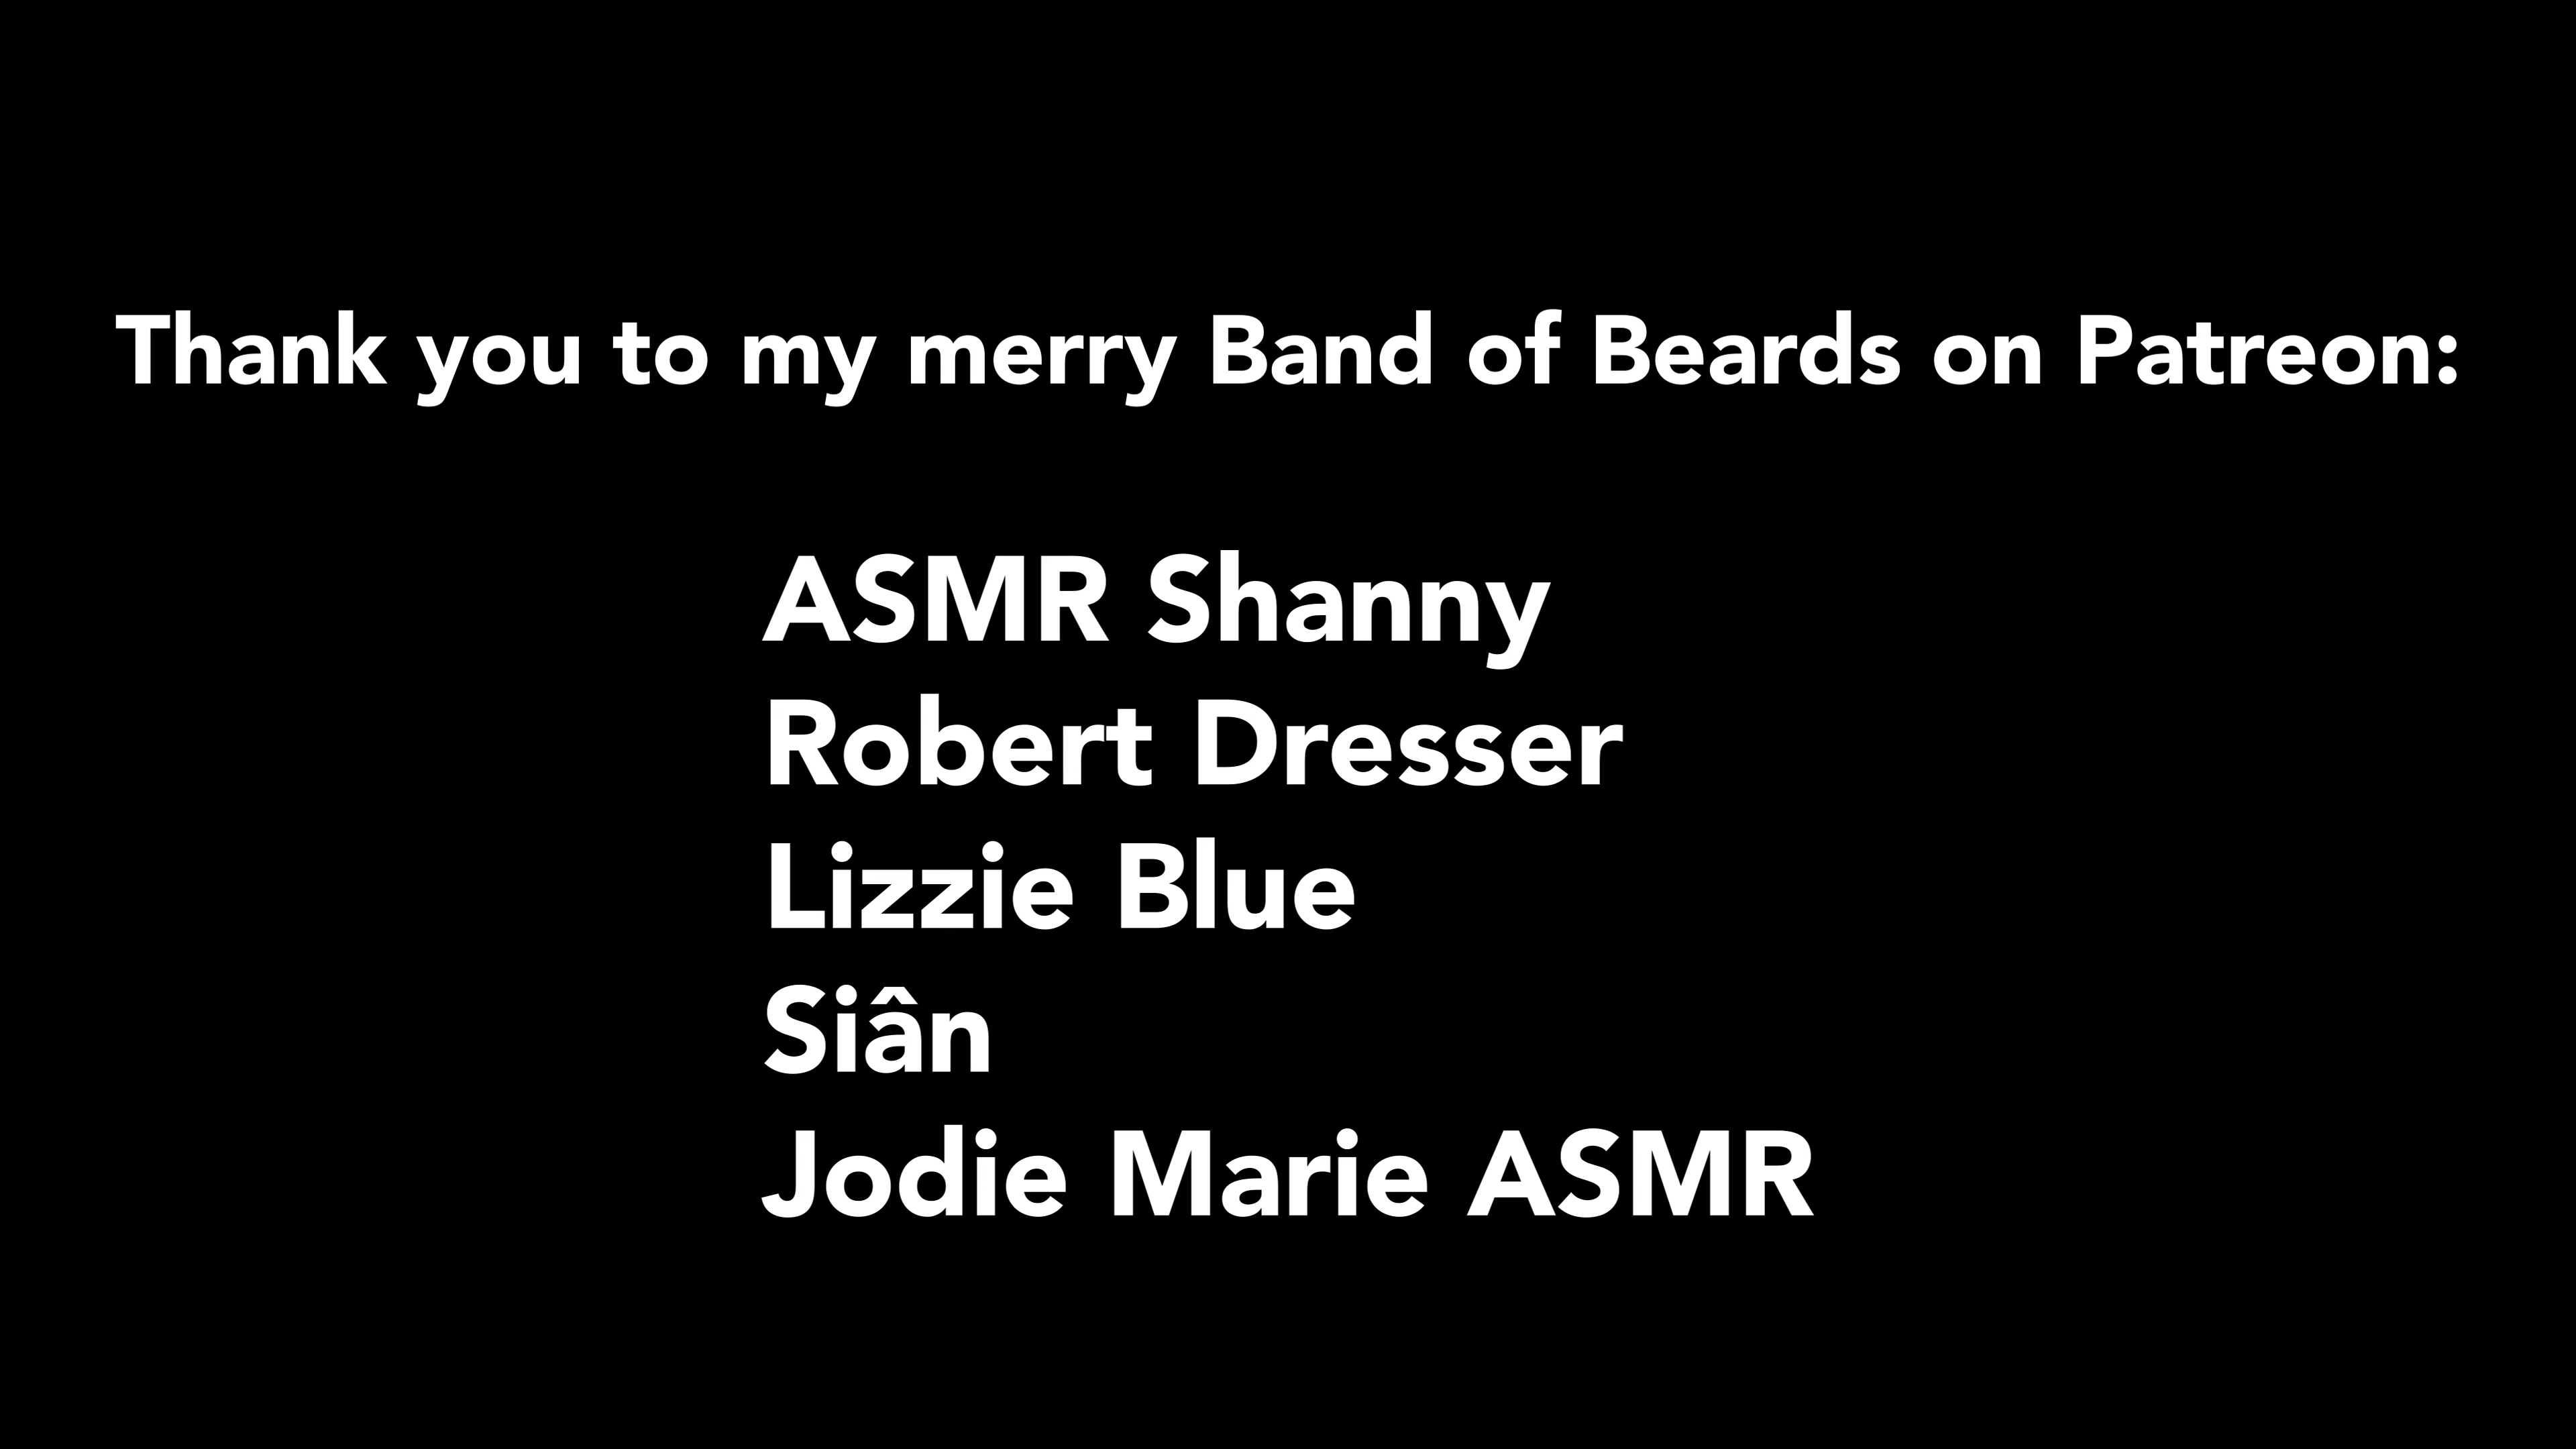 Thank you to my merry Band of Beards on Patreon:
ASMR Shanny
Robert Dresser
Lizzie Blue
Siân
Jodie Marie ASMR